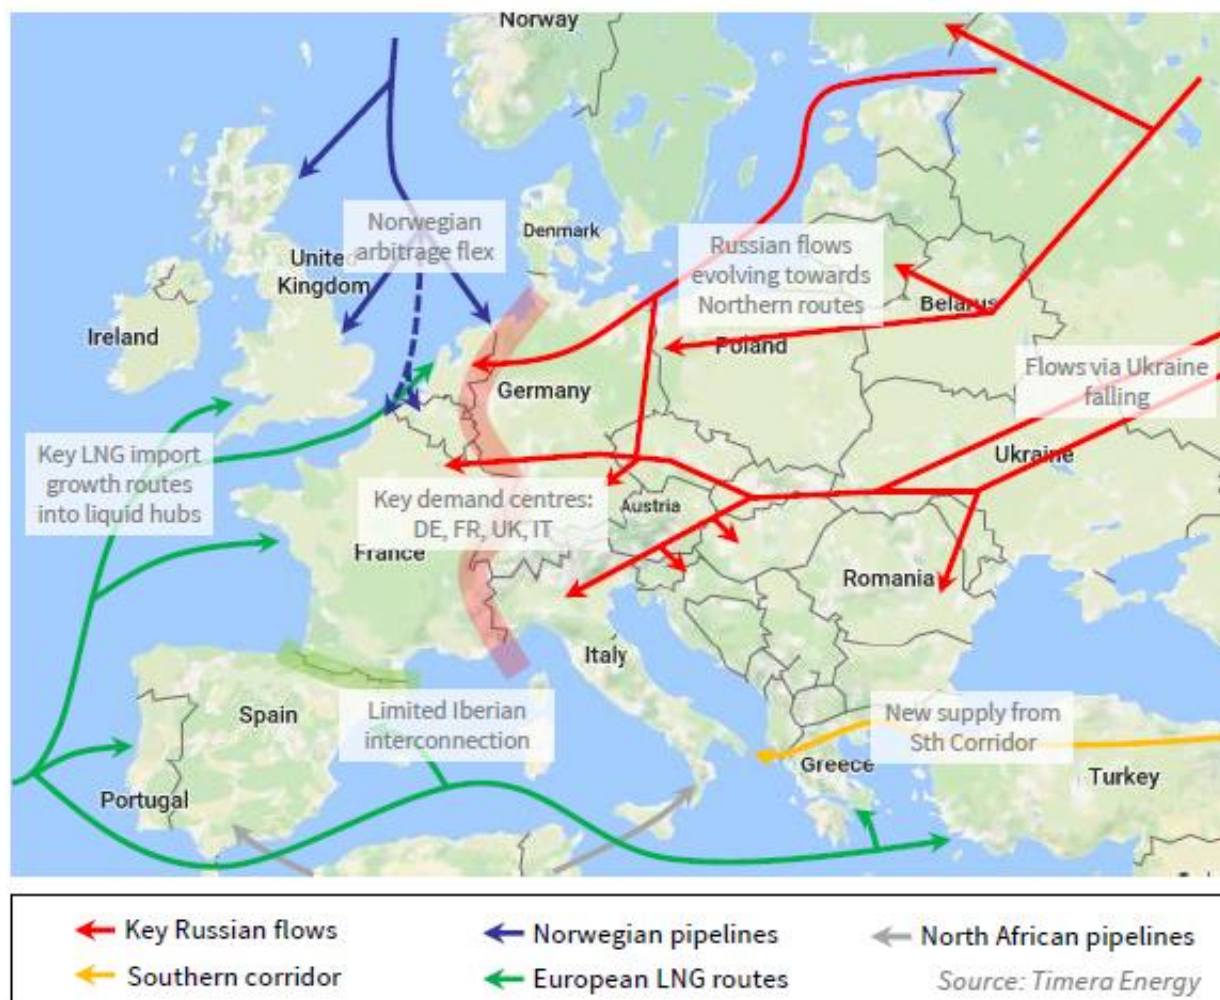 Norway
Norwegian
arbitrage flex
Denmark
United
Kingdom
Ireland
Russian flows
evolving towards
Northern routes
Belarus
Poland
Germany
Flows via Ukraine
falling
Ukraine
Key LNG import
growth routes
into liquid hubs
Key demand centres:
DE, FR, UK, IT
Austria
France
Romania
Italy
Spain
Limited Iberian
interconnection
New supply from
Sth Corridor
Greece
Turkey
Portugal
Key Russian flows
Norwegian pipelines
North African pipelines
Southern corridor
European LNG routes
Source: Timera Energy